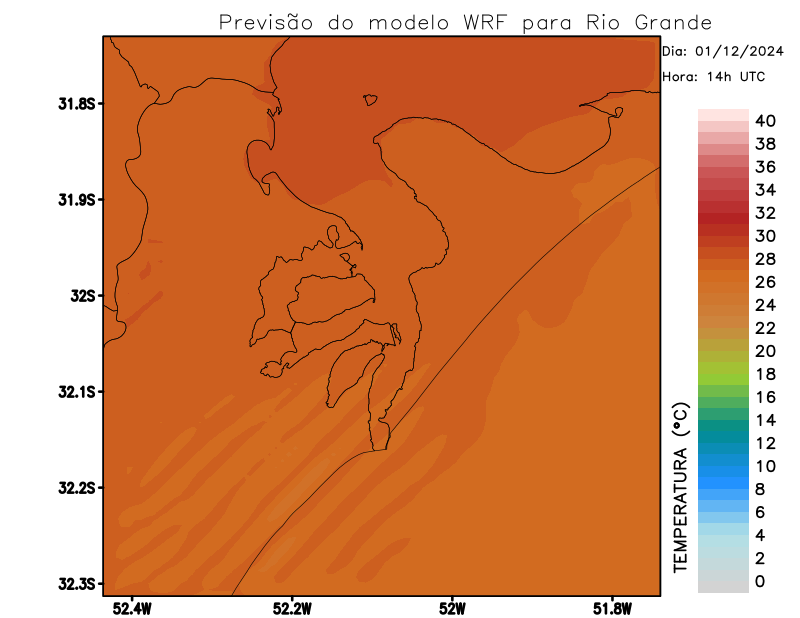 Previsão do modelo WRF para Rio Grande
Dia: 01/12/2024
Hora: 14h UTC
31.8S
31.9S
32S
32.1S
32.2S
32.3S
52.4W
52.2W
52W
51.8W
TEMPERATURA (°C)
40
38
36
34
32
30
28
26
24
22
20
18
16
14
12
10
8
6
4
2
0